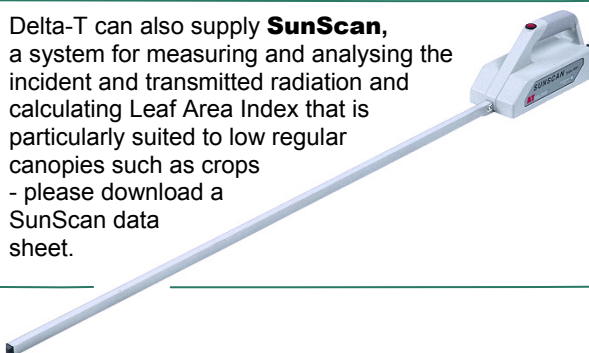 Delta-T can also supply SunScan,
a system for measuring and analysing the
incident and transmitted radiation and
calculating Leaf Area Index that is
particularly suited to low regular
canopies such as crops
- please download a
SunScan data
sheet.
SUNSCAN